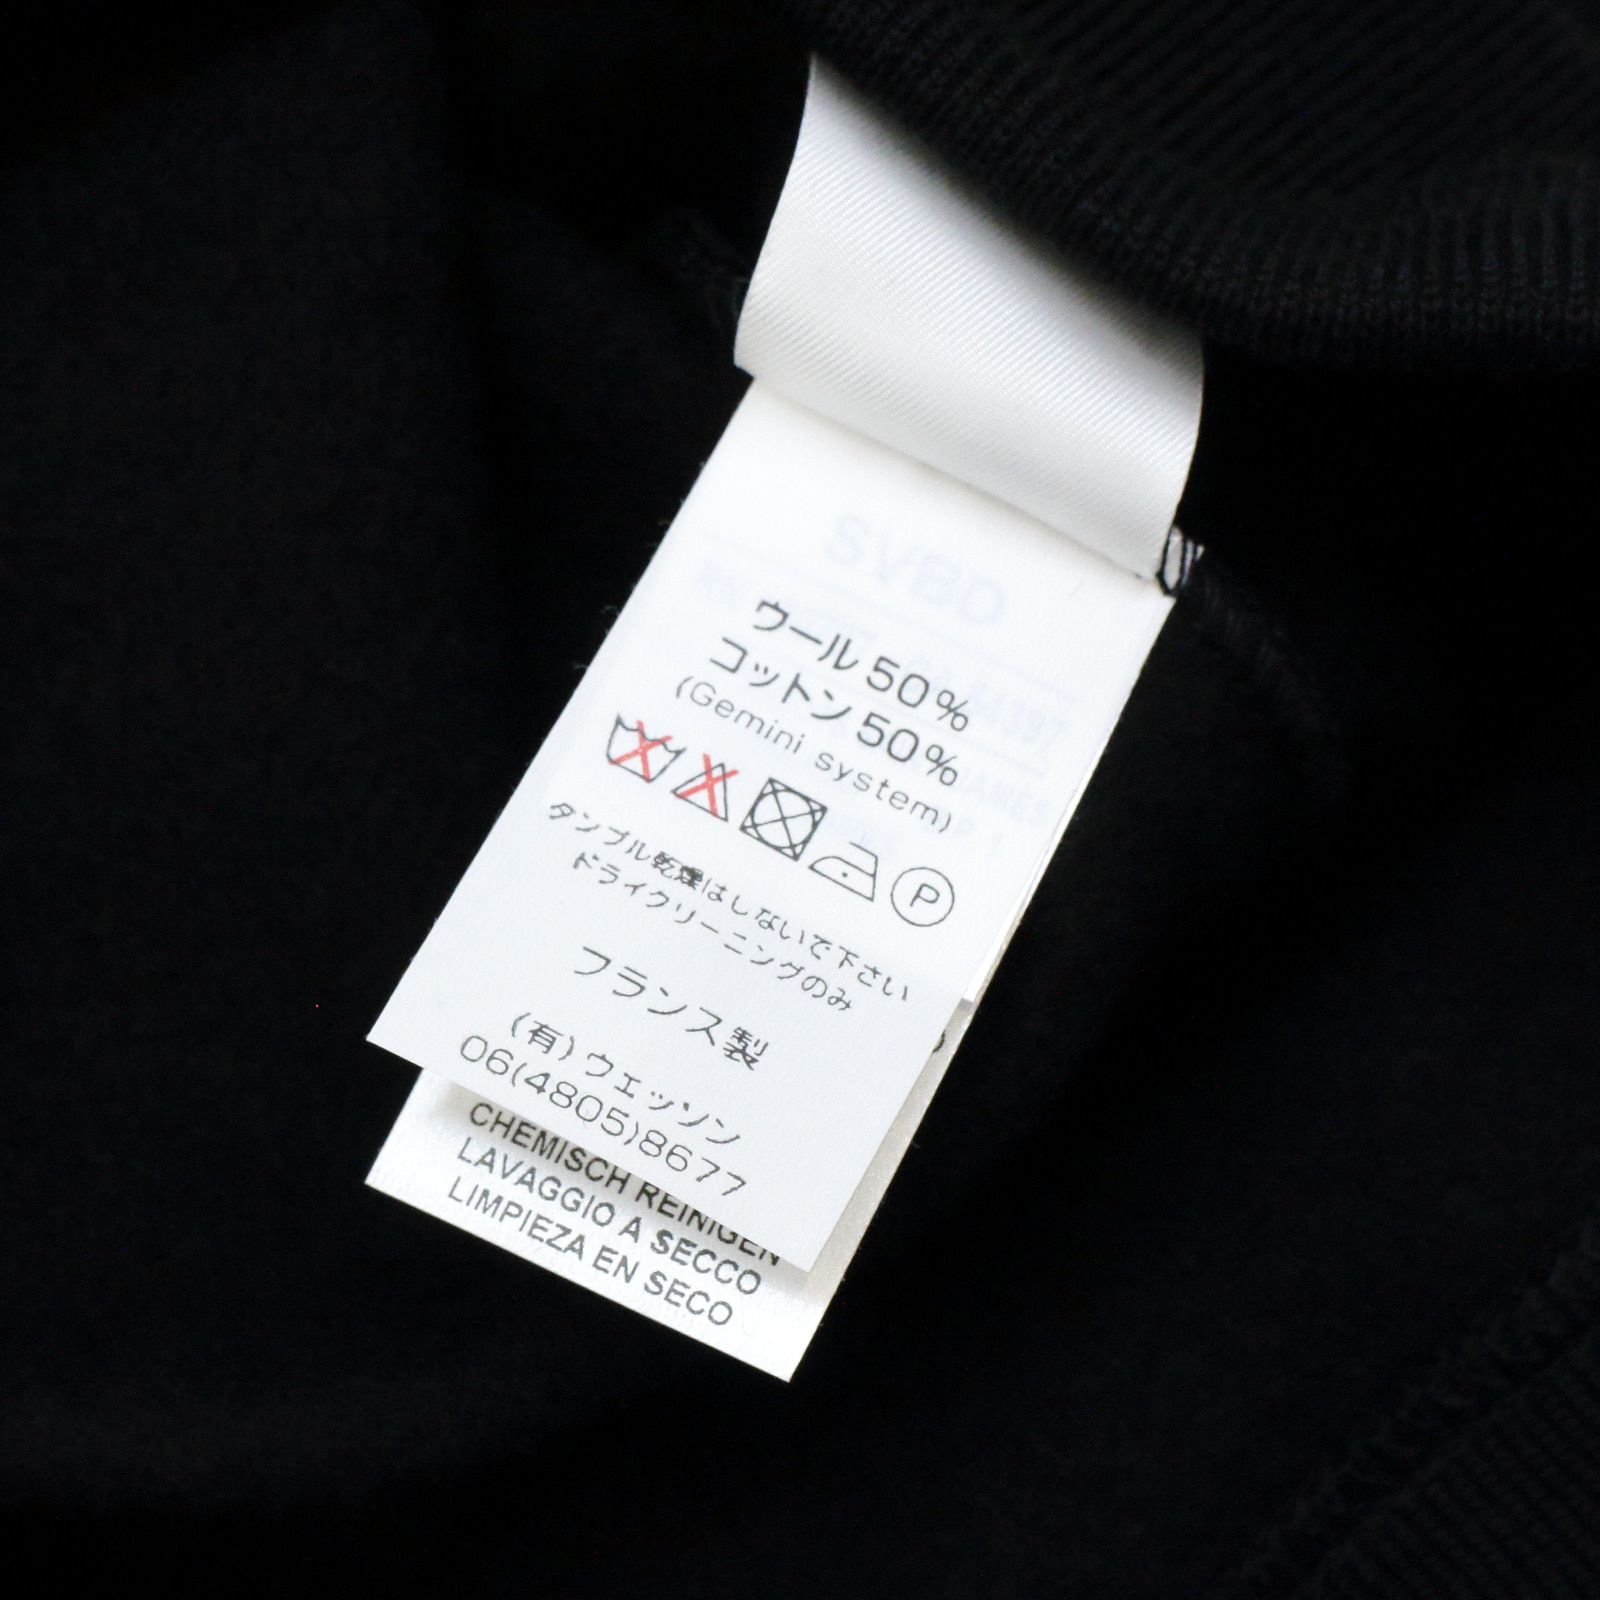 SVBD
ウール50%
コットン50%
(Gemini system)
P
タンブル乾燥はしないで下さい
ドライクリーニングのみ
フランス製
(有)ウェッソン
06(4805)8677
CHEMISCH REINIGEN
LAVAGGIO A SECCO
LIMPIEZA EN SECO